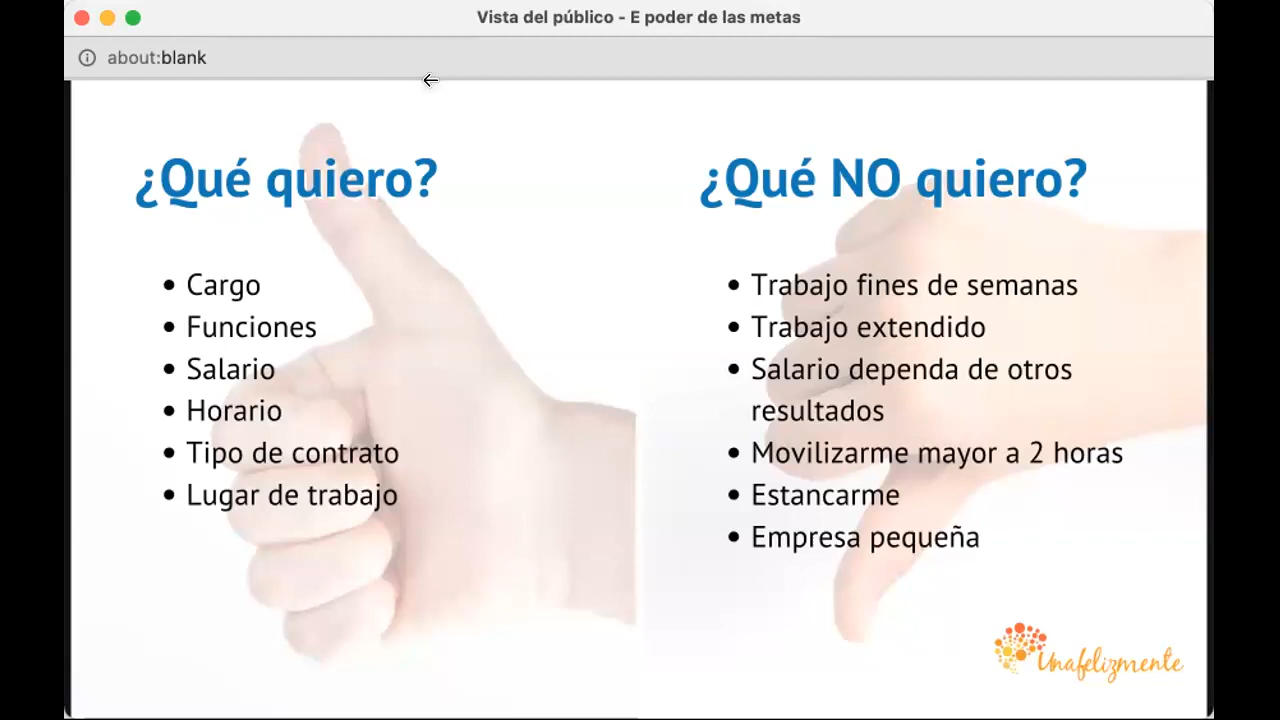 Vista del público - E poder de las metas
about:blank
¿Qué quiero?
• Cargo
• Funciones
• Salario
• Horario
• Tipo de contrato
• Lugar de trabajo
¿Qué NO quiero?
• Trabajo fines de semanas
• Trabajo extendido
• Salario dependa de otros
resultados
• Movilizarme mayor a 2 horas
• Estancarme
• Empresa pequeña
Unafelizmente